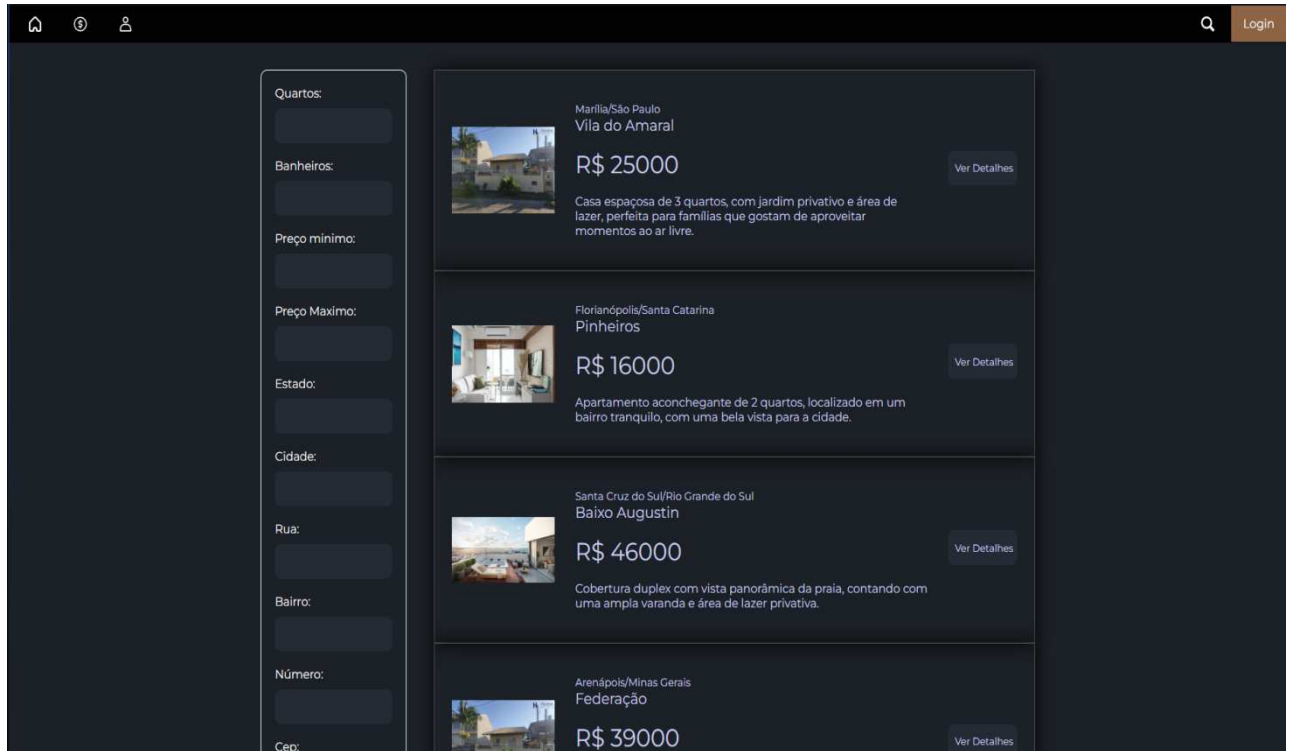 Login
Quartos:
Banheiros:
Preço minimo:
Preço Maximo:
Estado:
Cidade:
Rua:
Bairro:
Número:
Cep:
Marília/São Paulo
Vila do Amaral
R$ 25000
Casa espaçosa de 3 quartos, com jardim privativo e área de
lazer, perfeita para famílias que gostam de aproveitar
momentos ao ar livre.
Ver Detalhes
Florianópolis/Santa Catarina
Pinheiros
R$ 16000
Apartamento aconchegante de 2 quartos, localizado em um
bairro tranquilo, com uma bela vista para a cidade.
Ver Detalhes
Santa Cruz do Sul/Rio Grande do Sul
Baixo Augustin
R$ 46000
Cobertura duplex com vista panorâmica da praia, contando com
uma ampla varanda e área de lazer privativa.
Ver Detalhes
Arenápois/Minas Gerais
Federação
R$ 39000
Ver Detalhes